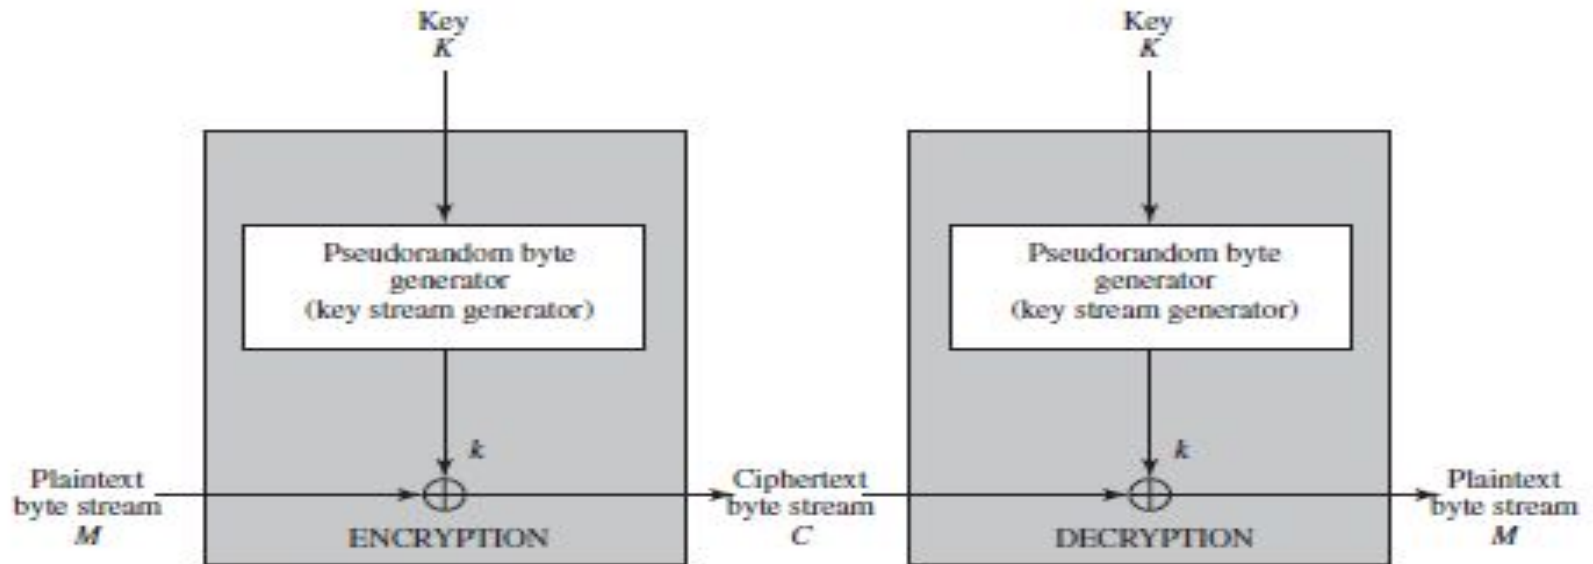 Key
K
Key
K
Pseudorandom byte
generator
(key stream generator)
Pseudorandom byte
generator
(key stream generator)
k
k
Plaintext
byte stream
M
ENCRYPTION
Ciphertext
byte stream
C
DECRYPTION
Plaintext
byte stream
M